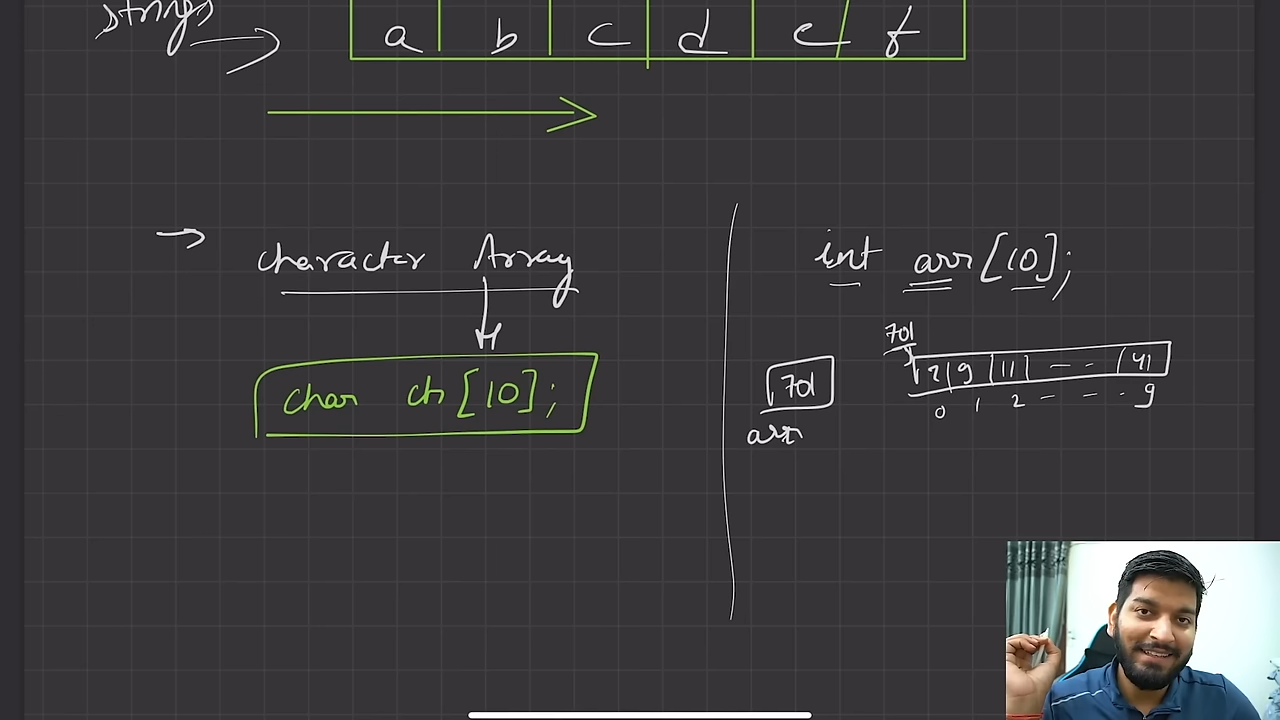 strings
a b c d e f
character Array
char ch[10];
int arr[10];
701
701
2 9 11 - - 41
0 1 2 - - - 9
arr